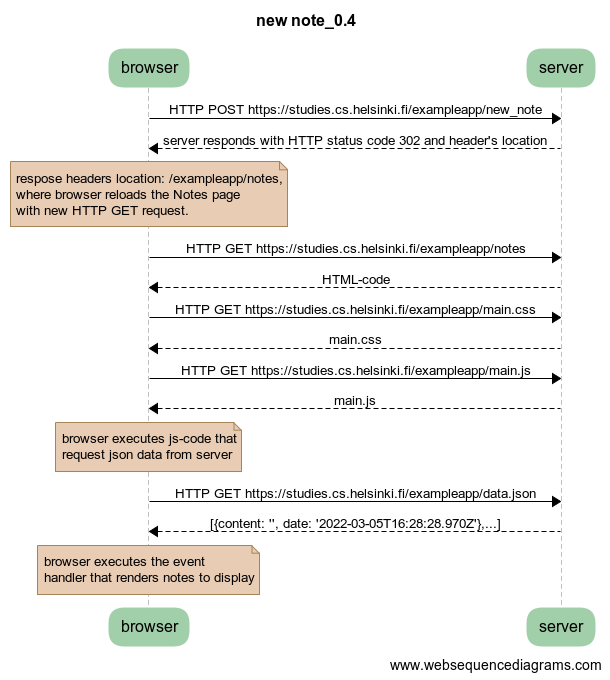 new note_0.4
browser
server
HTTP POST https://studies.cs.helsinki.fi/exampleapp/new_note
server responds with HTTP status code 302 and header's location
respose headers location: /exampleapp/notes,
where browser reloads the Notes page
with new HTTP GET request.
HTTP GET https://studies.cs.helsinki.fi/exampleapp/notes
HTML-code
HTTP GET https://studies.cs.helsinki.fi/exampleapp/main.css
main.css
HTTP GET https://studies.cs.helsinki.fi/exampleapp/main.js
main.js
browser executes js-code that
request json data from server
HTTP GET https://studies.cs.helsinki.fi/exampleapp/data.json
[{content: '', date: '2022-03-05T16:28:28.970Z'},...]
browser executes the event
handler that renders notes to display
browser
server
www.websequencediagrams.com